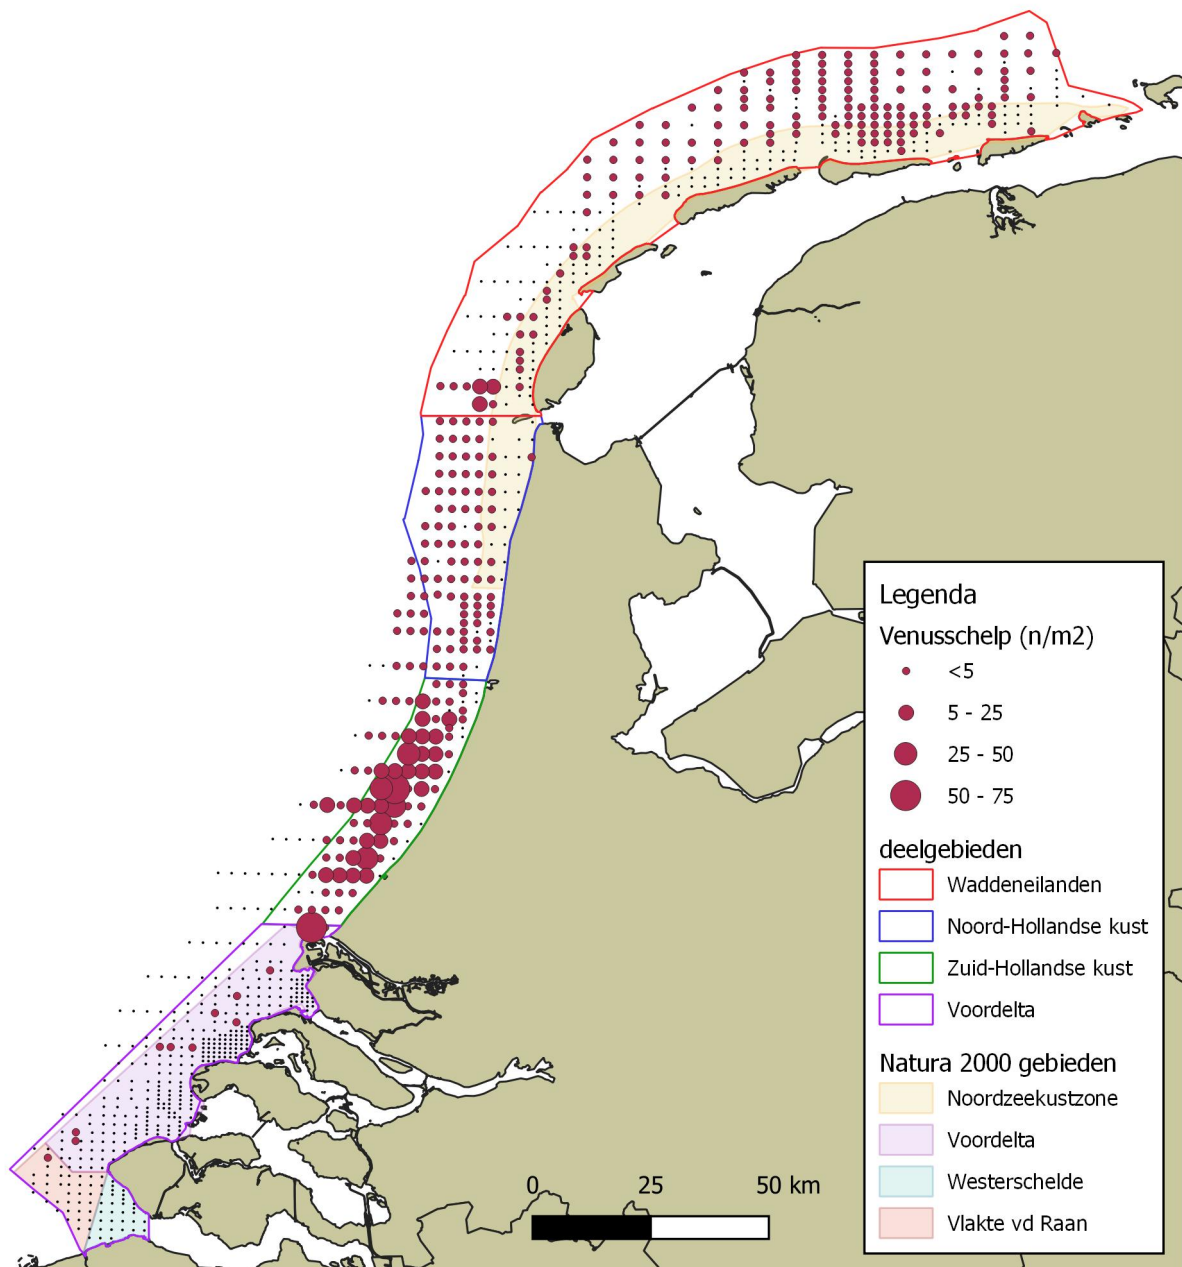 Legenda
Venusschelp (n/m2)
<5
5 - 25
25 - 50
50 - 75
deelgebieden
Waddeneilanden
Noord-Hollandse kust
Zuid-Hollandse kust
Voordelta
Natura 2000 gebieden
Noordzeekustzone
Voordelta
Westerschelde
Vlakte vd Raan
0 25 50 km